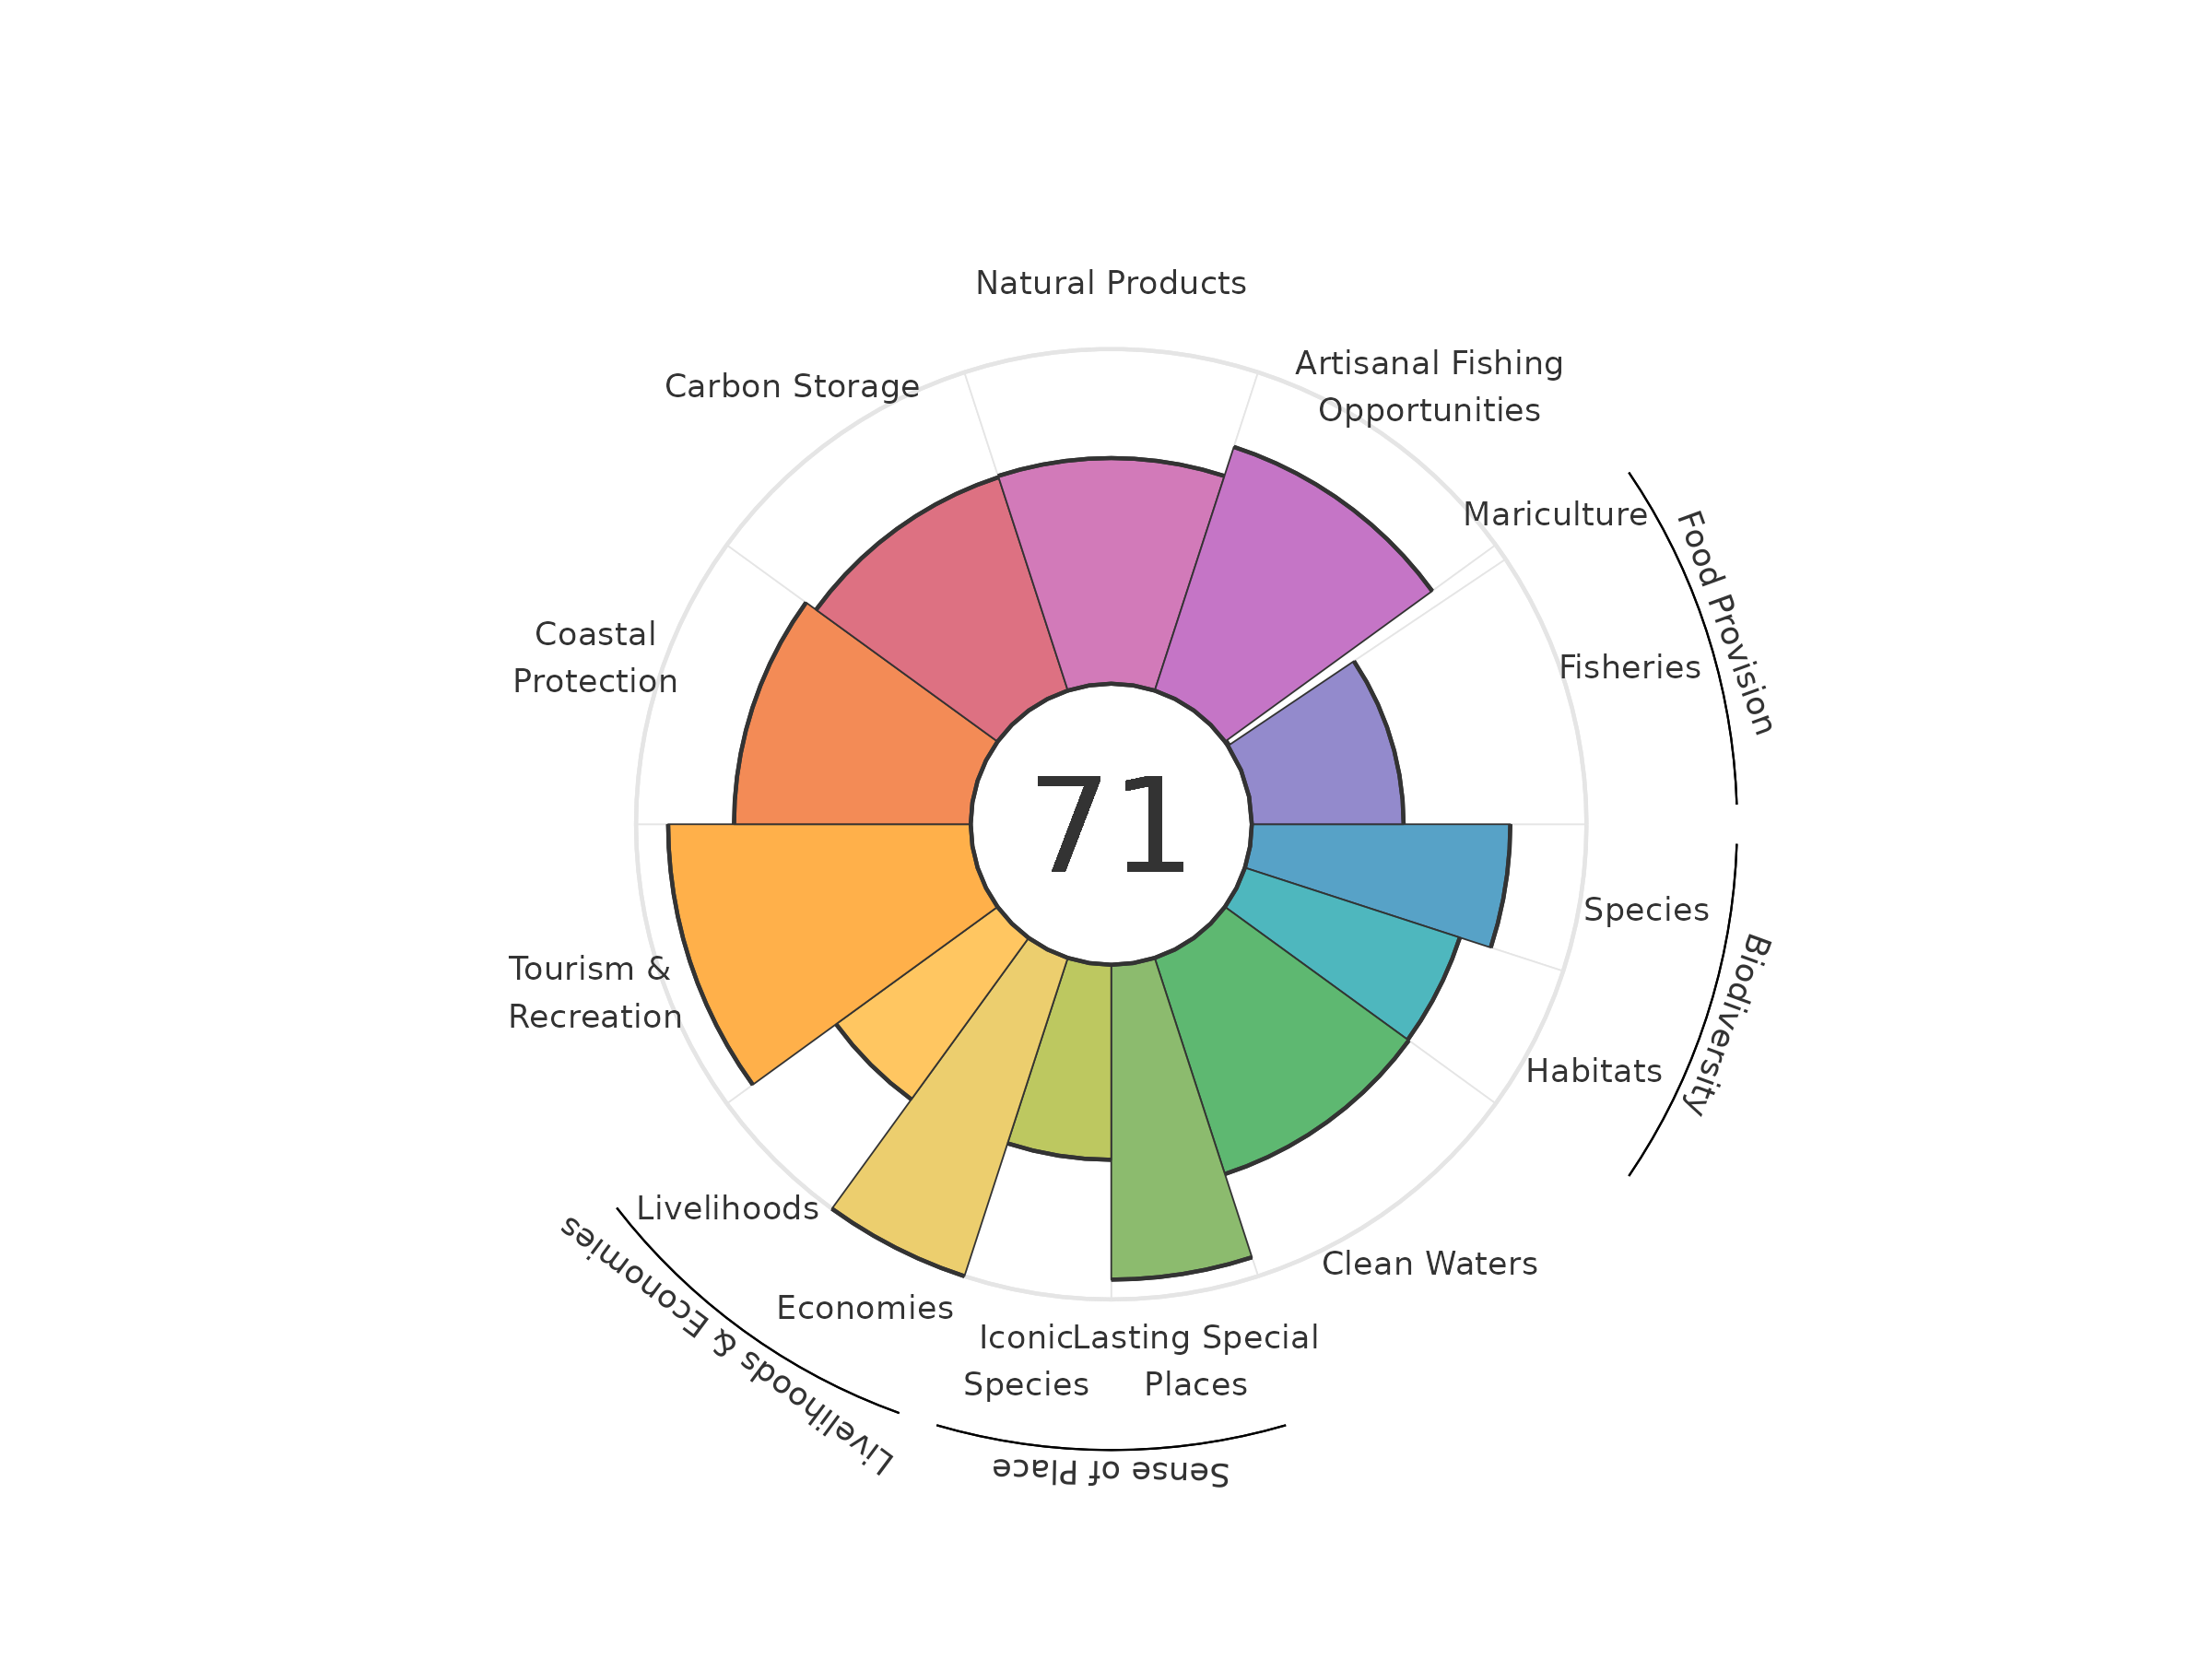 Natural Products
Artisanal Fishing
Opportunities
Carbon Storage
Mariculture
Food Provision
Fisheries
Coastal
Protection
71
Species
Biodiversity
Tourism &
Recreation
Habitats
Livelihoods
Clean Waters
Economies
Livelihoods & Economies
Iconic
Species
Lasting Special
Places
Sense of Place